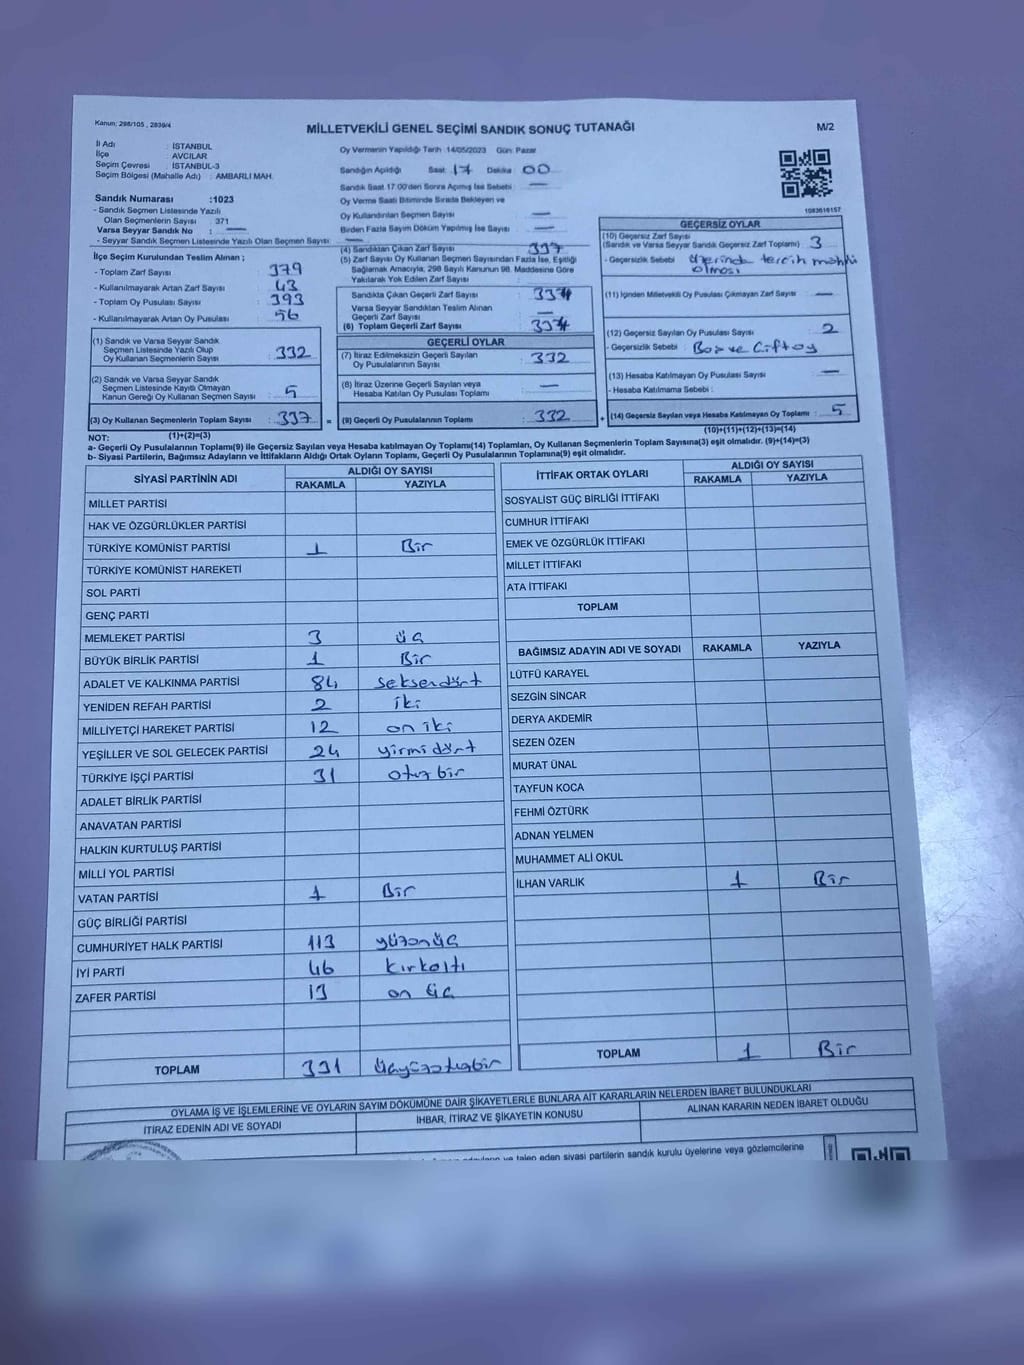 Kanun: 298/105 , 2839/4
MİLLETVEKİLİ GENEL SEÇİMİ SANDIK SONUÇ TUTANAĞI
M/2
İl Adı : İSTANBUL
İlçe : AVCILAR
Seçim Çevresi : İSTANBUL-3
Seçim Bölgesi (Mahalle Adı) : AMBARLI MAH.
Sandık Numarası :1023
- Sandık Seçmen Listesinde Yazılı
Olan Seçmenlerin Sayısı : 371
Varsa Seyyar Sandık No : —
- Seyyar Sandık Seçmen Listesinde Yazılı Olan Seçmen Sayısı : —
İlçe Seçim Kurulundan Teslim Alınan ;
- Toplam Zarf Sayısı : 379
- Kullanılmayarak Artan Zarf Sayısı : 43
- Toplam Oy Pusulası Sayısı : 393
- Kullanılmayarak Artan Oy Pusulası : 56
(1) Sandık ve Varsa Seyyar Sandık
Seçmen Listesinde Yazılı Olup
Oy Kullanan Seçmenlerin Sayısı : 332
(2) Sandık ve Varsa Seyyar Sandık
Seçmen Listesinde Kayıtlı Olmayan
Kanun Gereği Oy Kullanan Seçmen Sayısı : 5
(3) Oy Kullanan Seçmenlerin Toplam Sayısı : 337 =
(1)+(2)=(3)
Oy Vermenin Yapıldığı Tarih :14/05/2023 Gün: Pazar
Sandığın Açıldığı Saat : 17 Dakika : 00
Sandık Saat 17:00'den Sonra Açılmış İse Sebebi : —
Oy Verme Saati Bitiminde Sırada Bekleyen ve
Oy Kullandırılan Seçmen Sayısı : —
Birden Fazla Sayım Döküm Yapılmış İse Sayısı : —
(4) Sandıktan Çıkan Zarf Sayısı : 337
(5) Zarf Sayısı Oy Kullanan Seçmen Sayısından Fazla İse, Eşitliği
Sağlamak Amacıyla, 298 Sayılı Kanunun 98. Maddesine Göre
Yakılarak Yok Edilen Zarf Sayısı : —
Sandıkta Çıkan Geçerli Zarf Sayısı : 334
Varsa Seyyar Sandıktan Teslim Alınan
Geçerli Zarf Sayısı : —
(6) Toplam Geçerli Zarf Sayısı : 334
GEÇERLİ OYLAR
(7) İtiraz Edilmeksizin Geçerli Sayılan
Oy Pusulalarının Sayısı : 332
(8) İtiraz Üzerine Geçerli Sayılan veya
Hesaba Katılan Oy Pusulası Toplamı : —
(9) Geçerli Oy Pusulalarının Toplamı : 332 +
1083616157
GEÇERSİZ OYLAR
(10) Geçersiz Zarf Sayısı
(Sandık ve Varsa Seyyar Sandık Geçersiz Zarf Toplamı) : 3
- Geçersizlik Sebebi : üzerinde tercih mührü
olması
(11) İçinden Milletvekili Oy Pusulası Çıkmayan Zarf Sayısı : —
(12) Geçersiz Sayılan Oy Pusulası Sayısı : 2
- Geçersizlik Sebebi : Boş ve Çift oy
(13) Hesaba Katılmayan Oy Pusulası Sayısı : —
- Hesaba Katılmama Sebebi :
(14) Geçersiz Sayılan veya Hesaba Katılmayan Oy Toplamı : 5
(10)+(11)+(12)+(13)=(14)
NOT:
a- Geçerli Oy Pusulalarının Toplamı(9) ile Geçersiz Sayılan veya Hesaba katılmayan Oy Toplamı(14) Toplamları, Oy Kullanan Seçmenlerin Toplam Sayısına(3) eşit olmalıdır. (9)+(14)=(3)
b- Siyasi Partilerin, Bağımsız Adayların ve İttifakların Aldığı Ortak Oyların Toplamı, Geçerli Oy Pusulalarının Toplamına(9) eşit olmalıdır.
SİYASİ PARTİNİN ADI
ALDIĞI OY SAYISI
RAKAMLA YAZIYLA
MİLLET PARTİSİ
HAK VE ÖZGÜRLÜKLER PARTİSİ
TÜRKİYE KOMÜNİST PARTİSİ 1 Bir
TÜRKİYE KOMÜNİST HAREKETİ
SOL PARTİ
GENÇ PARTİ
MEMLEKET PARTİSİ 3 üç
BÜYÜK BİRLİK PARTİSİ 1 Bir
ADALET VE KALKINMA PARTİSİ 84 seksendört
YENİDEN REFAH PARTİSİ 2 iki
MİLLİYETÇİ HAREKET PARTİSİ 12 on iki
YEŞİLLER VE SOL GELECEK PARTİSİ 24 yirmi dört
TÜRKİYE İŞÇİ PARTİSİ 31 otuz bir
ADALET BİRLİK PARTİSİ
ANAVATAN PARTİSİ
HALKIN KURTULUŞ PARTİSİ
MİLLİ YOL PARTİSİ
VATAN PARTİSİ 1 Bir
GÜÇ BİRLİĞİ PARTİSİ
CUMHURİYET HALK PARTİSİ 113 yüzonüç
İYİ PARTİ 46 kırkaltı
ZAFER PARTİSİ 13 on üç
TOPLAM 331 üçyüzotuzbir
İTTİFAK ORTAK OYLARI
ALDIĞI OY SAYISI
RAKAMLA YAZIYLA
SOSYALİST GÜÇ BİRLİĞİ İTTİFAKI
CUMHUR İTTİFAKI
EMEK VE ÖZGÜRLÜK İTTİFAKI
MİLLET İTTİFAKI
ATA İTTİFAKI
TOPLAM
BAĞIMSIZ ADAYIN ADI VE SOYADI RAKAMLA YAZIYLA
LÜTFÜ KARAYEL
SEZGİN SİNCAR
DERYA AKDEMİR
SEZEN ÖZEN
MURAT ÜNAL
TAYFUN KOCA
FEHMİ ÖZTÜRK
ADNAN YELMEN
MUHAMMET ALİ OKUL
İLHAN VARLIK 1 Bir
TOPLAM 1 Bir
OYLAMA İŞ VE İŞLEMLERİNE VE OYLARIN SAYIM DÖKÜMÜNE DAİR ŞİKAYETLERLE BUNLARA AİT KARARLARIN NELERDEN İBARET BULUNDUKLARI
İTİRAZ EDENİN ADI VE SOYADI İHBAR, İTİRAZ VE ŞİKAYETİN KONUSU ALINAN KARARIN NEDEN İBARET OLDUĞU
ve talep eden siyasi partilerin sandık kurulu üyelerine veya gözlemcilerine